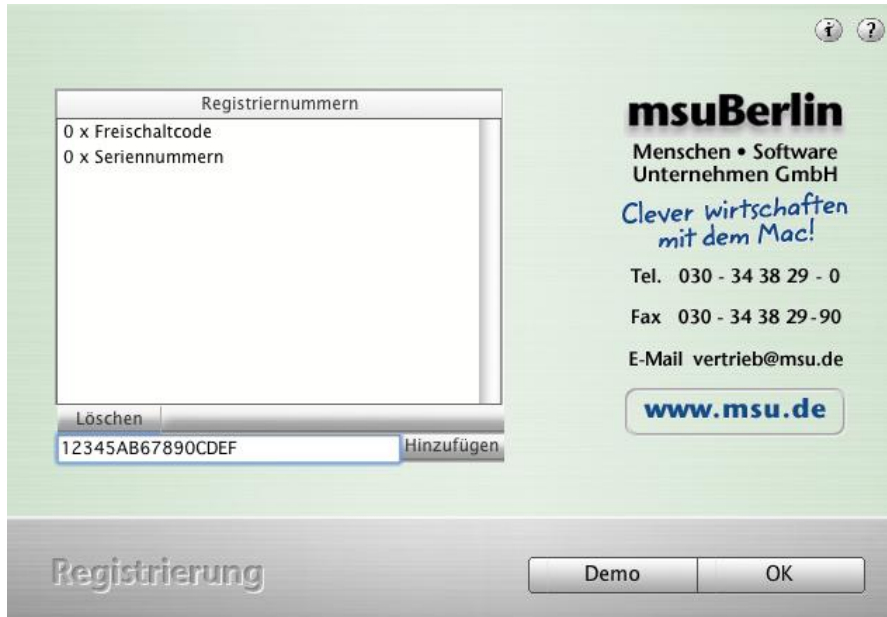 Registriernummern
0 x Freischaltcode
0 x Seriennummern
Löschen
12345AB67890CDEF
Hinzufügen
msuBerlin
Menschen • Software
Unternehmen GmbH
Clever wirtschaften
mit dem Mac!
Tel. 030 - 34 38 29 - 0
Fax 030 - 34 38 29-90
E-Mail vertrieb@msu.de
www.msu.de
Registrierung
Demo
OK